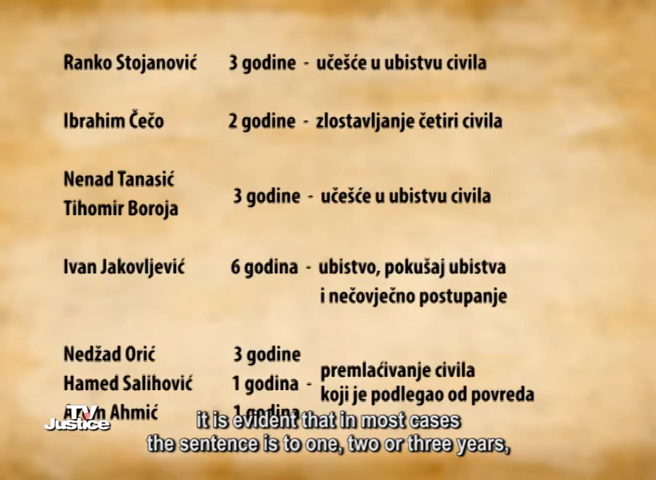 Ranko Stojanović 3 godine - učešće u ubistvu civila
Ibrahim Čečo 2 godine - zlostavljanje četiri civila
Nenad Tanasić
Tihomir Boroja
3 godine - učešće u ubistvu civila
Ivan Jakovljević 6 godina - ubistvo, pokušaj ubistva
i nečovječno postupanje
Nedžad Orić 3 godine
Hamed Salihović 1 godina -
premlaćivanje civila
koji je podlegao od povreda
Ahmić 1 godina
TV
Justice
it is evident that in most cases
the sentence is to one, two or three years,